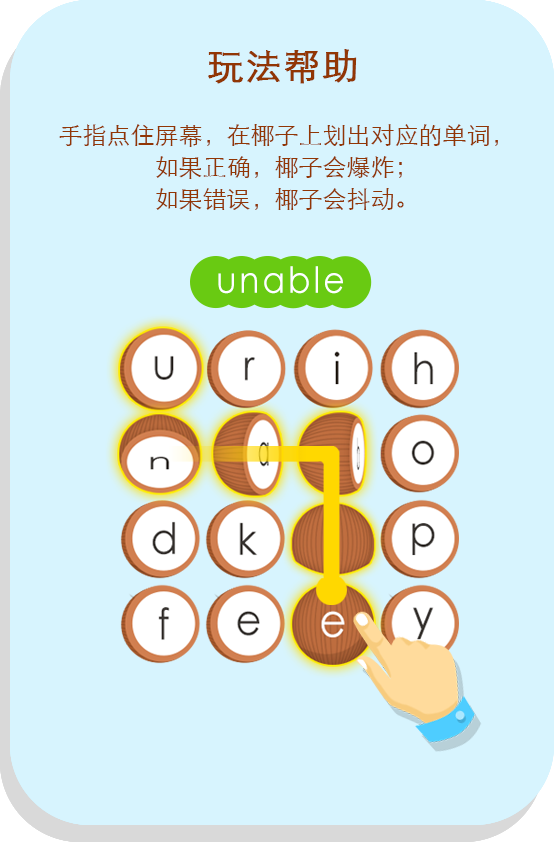 玩法帮助
手指点住屏幕，在椰子上划出对应的单词，
如果正确，椰子会爆炸；
如果错误，椰子会抖动。
unable
u r i h
n a b o
d k p
f e e y